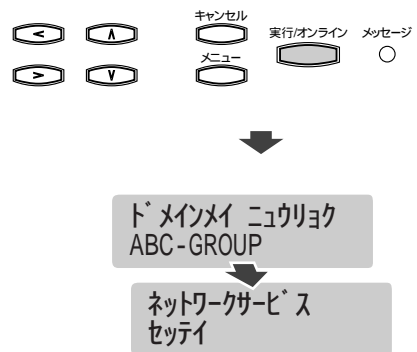 キャンセル
実行/オンライン メッセージ
メニュー
< ∧
> ∨
ド メインメイ ニュウリョク
ABC-GROUP
ネットワークサービ ス
セッテイ